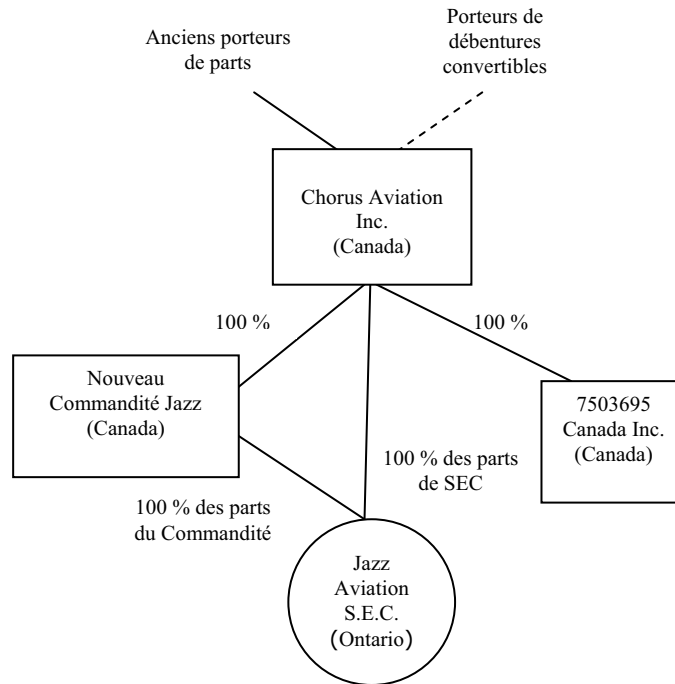 Anciens porteurs
de parts
Porteurs de
débentures
convertibles
Chorus Aviation
Inc.
(Canada)
100 %
100 %
Nouveau
Commandité Jazz
(Canada)
7503695
Canada Inc.
(Canada)
100 % des parts
de SEC
100 % des parts
du Commandité
Jazz
Aviation
S.E.C.
(Ontario)